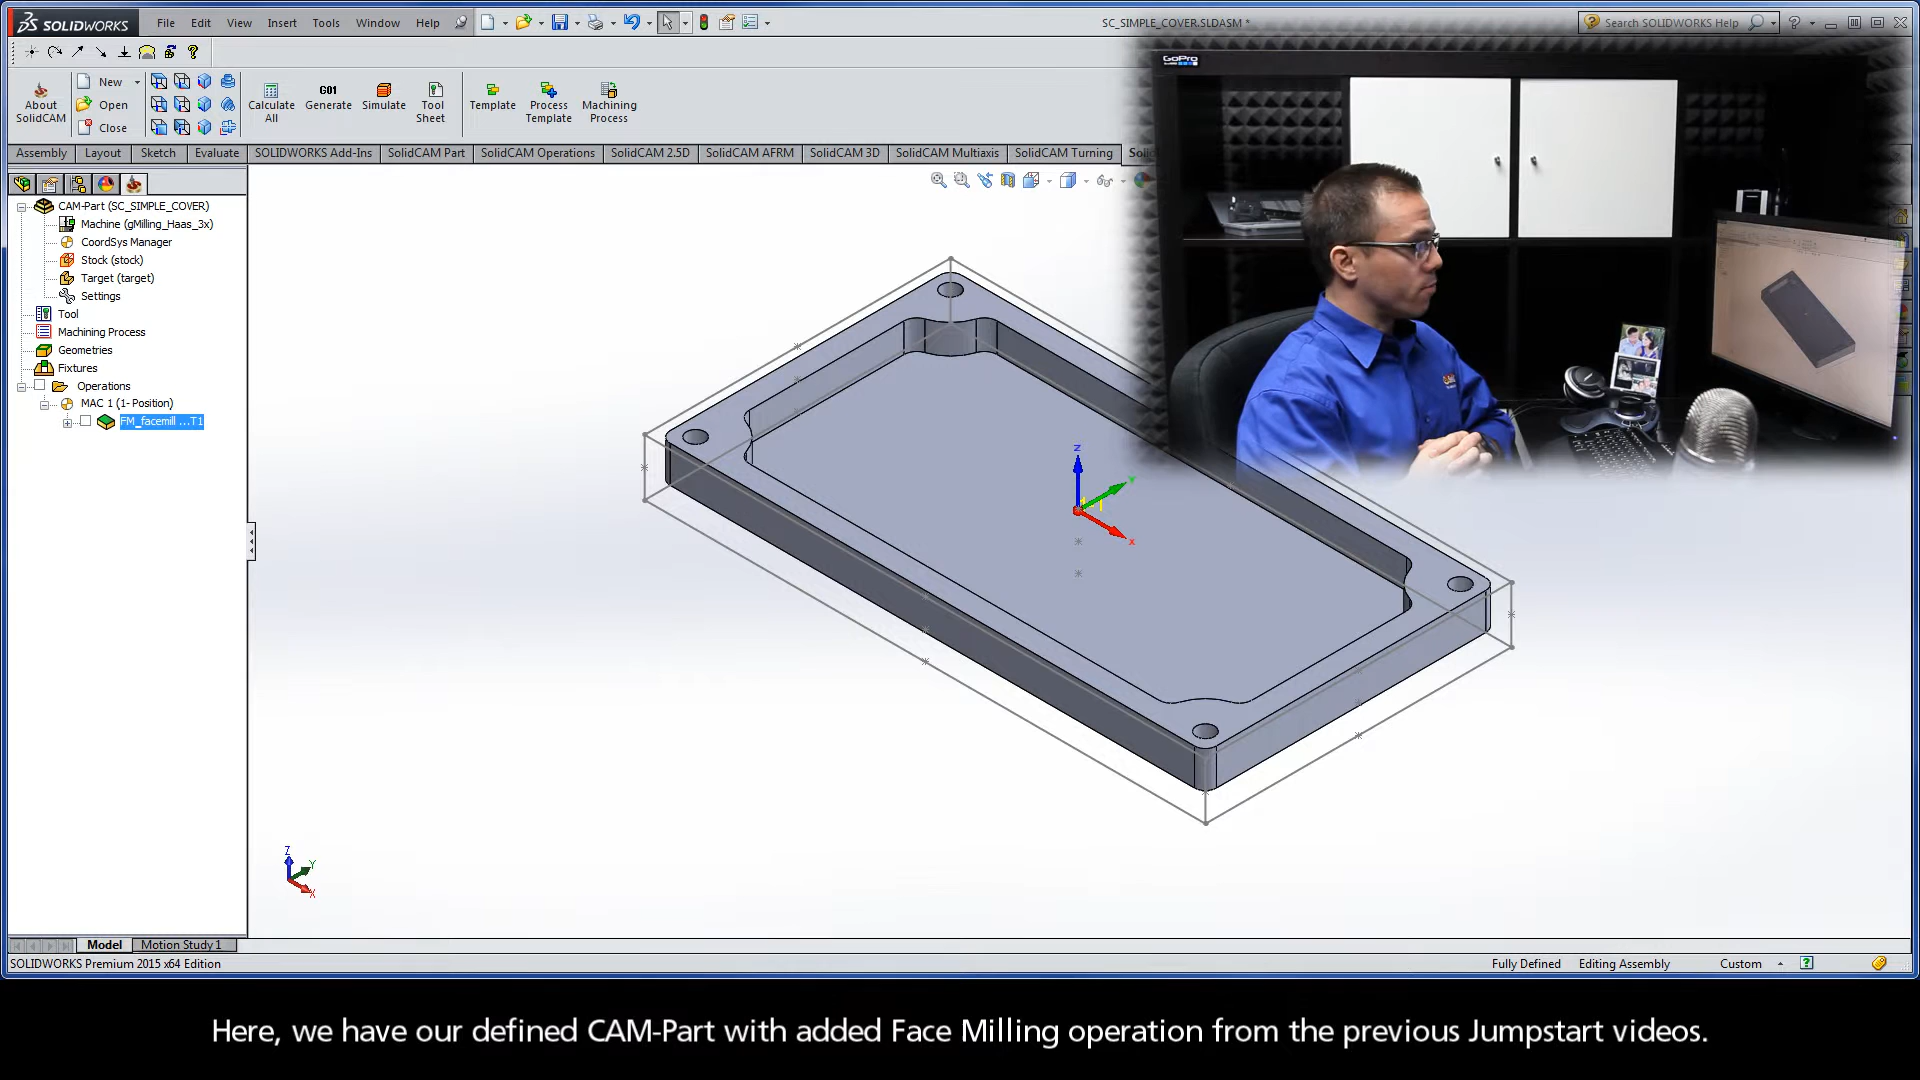 SOLIDWORKS File Edit View Insert Tools Window Help SC_SIMPLE_COVER.SLDASM * Search SOLIDWORKS Help
GoPro
About SolidCAM
New
Open
Close
Calculate All
G01 Generate
Simulate
Tool Sheet
Template
Process Template
Machining Process
Assembly Layout Sketch Evaluate SOLIDWORKS Add-Ins SolidCAM Part SolidCAM Operations SolidCAM 2.5D SolidCAM AFRM SolidCAM 3D SolidCAM Multiaxis SolidCAM Turning
CAM-Part (SC_SIMPLE_COVER)
Machine (gMilling_Haas_3x)
CoordSys Manager
Stock (stock)
Target (target)
Settings
Tool
Machining Process
Geometries
Fixtures
Operations
MAC 1 (1- Position)
FM_facemill ...T1
Z
Y
X
Z
Y
X
Model Motion Study 1
SOLIDWORKS Premium 2015 x64 Edition Fully Defined Editing Assembly Custom
Here, we have our defined CAM-Part with added Face Milling operation from the previous Jumpstart videos.